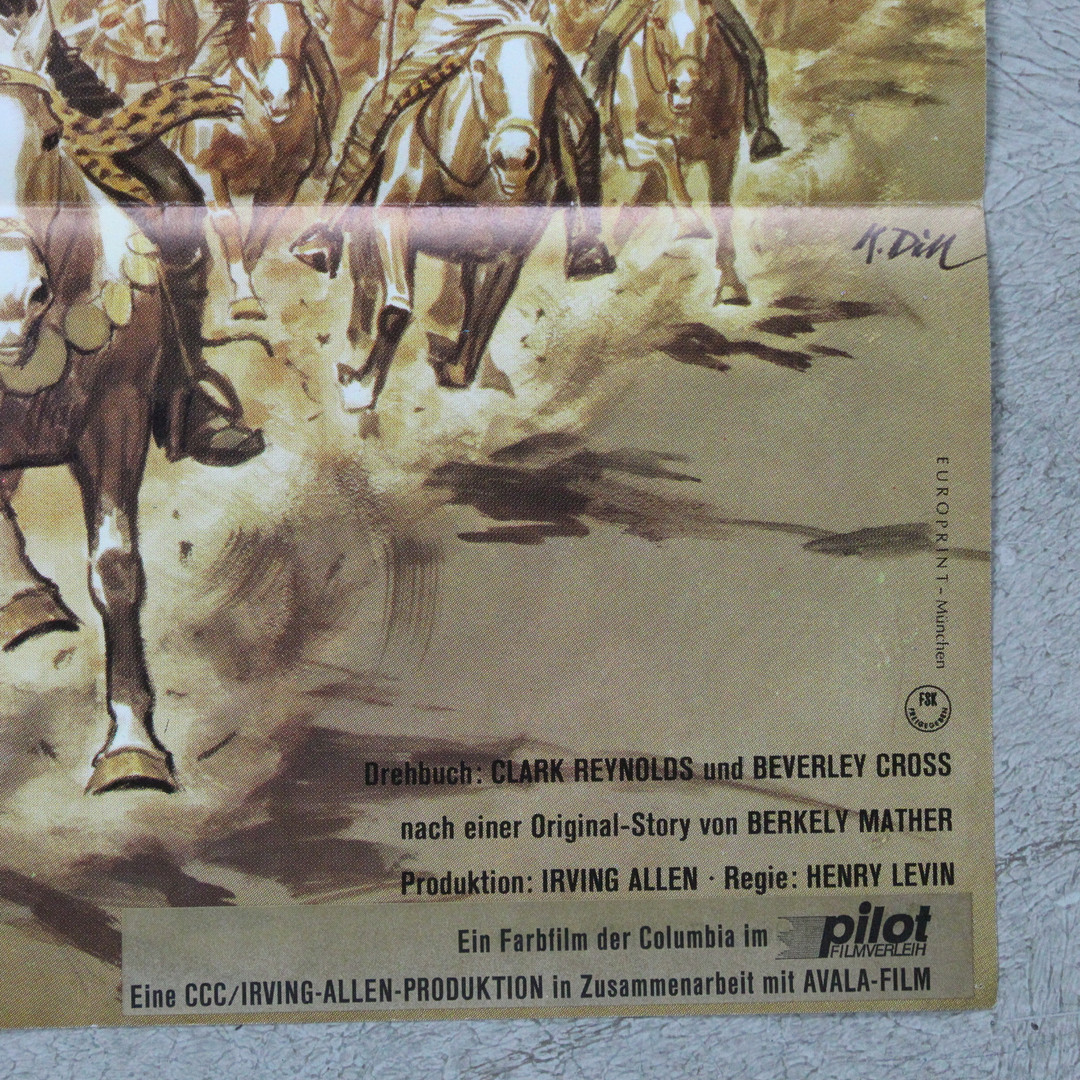 K. Dill
EUROPRINT - München
FSK
FREIGEGEBEN
Drehbuch: CLARK REYNOLDS und BEVERLEY CROSS
nach einer Original-Story von BERKELY MATHER
Produktion: IRVING ALLEN · Regie: HENRY LEVIN
Ein Farbfilm der Columbia im pilot
FILMVERLEIH
Eine CCC/IRVING-ALLEN-PRODUKTION in Zusammenarbeit mit AVALA-FILM